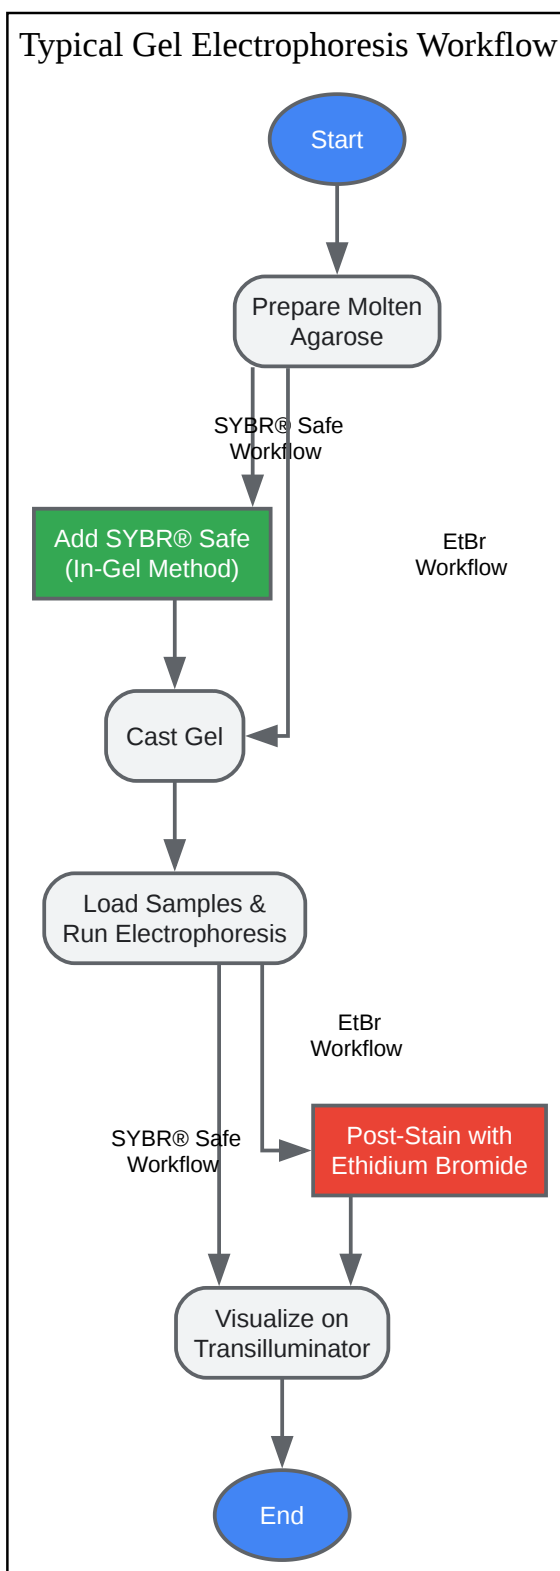 Typical Gel Electrophoresis Workflow
Start
Prepare Molten
Agarose
SYBR® Safe
Workflow
Add SYBR® Safe
(In-Gel Method)
EtBr
Workflow
Cast Gel
Load Samples &
Run Electrophoresis
EtBr
Workflow
SYBR® Safe
Workflow
Post-Stain with
Ethidium Bromide
Visualize on
Transilluminator
End